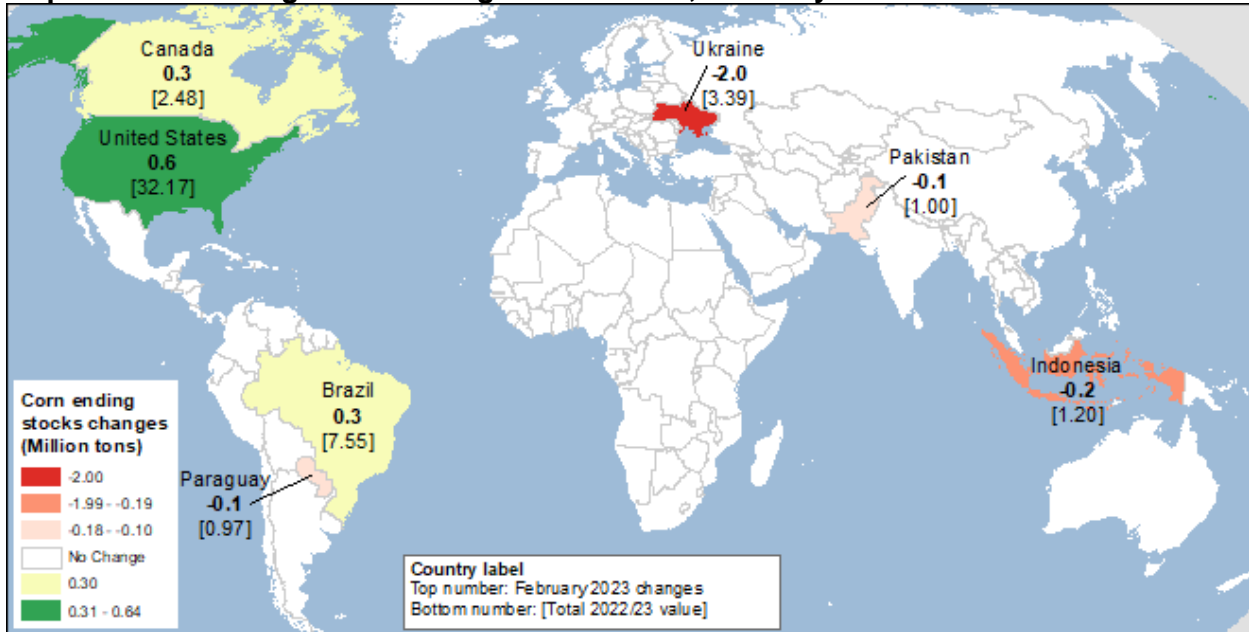 Canada
0.3
[2.48]
United States
0.6
[32.17]
Ukraine
-2.0
[3.39]
Pakistan
-0.1
[1.00]
Indonesia
-0.2
[1.20]
Brazil
0.3
[7.55]
Paraguay
-0.1
[0.97]
Corn ending
stocks changes
(Million tons)
-2.00
-1.99 - -0.19
-0.18 - -0.10
No Change
0.30
0.31 - 0.64
Country label
Top number: February 2023 changes
Bottom number: [Total 2022/23 value]